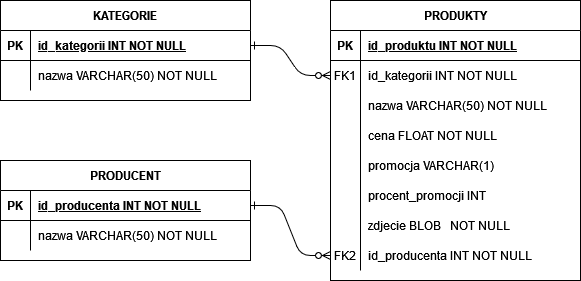 KATEGORIE
PK id_kategorii INT NOT NULL
nazwa VARCHAR(50) NOT NULL
PRODUCENT
PK id_producenta INT NOT NULL
nazwa VARCHAR(50) NOT NULL
PRODUKTY
PK id_produktu INT NOT NULL
FK1 id_kategorii INT NOT NULL
nazwa VARCHAR(50) NOT NULL
cena FLOAT NOT NULL
promocja VARCHAR(1)
procent_promocji INT
zdjecie BLOB NOT NULL
FK2 id_producenta INT NOT NULL